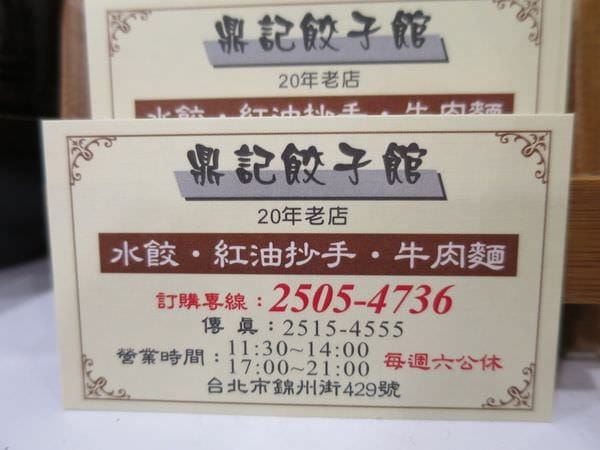 鼎記餃子館
20年老店
水餃・紅油抄手・牛肉麵
鼎記餃子館
20年老店
水餃・紅油抄手・牛肉麵
訂購專線：2505-4736
傳真：2515-4555
營業時間：11:30~14:00
17:00~21:00
每週六公休
台北市錦州街429號